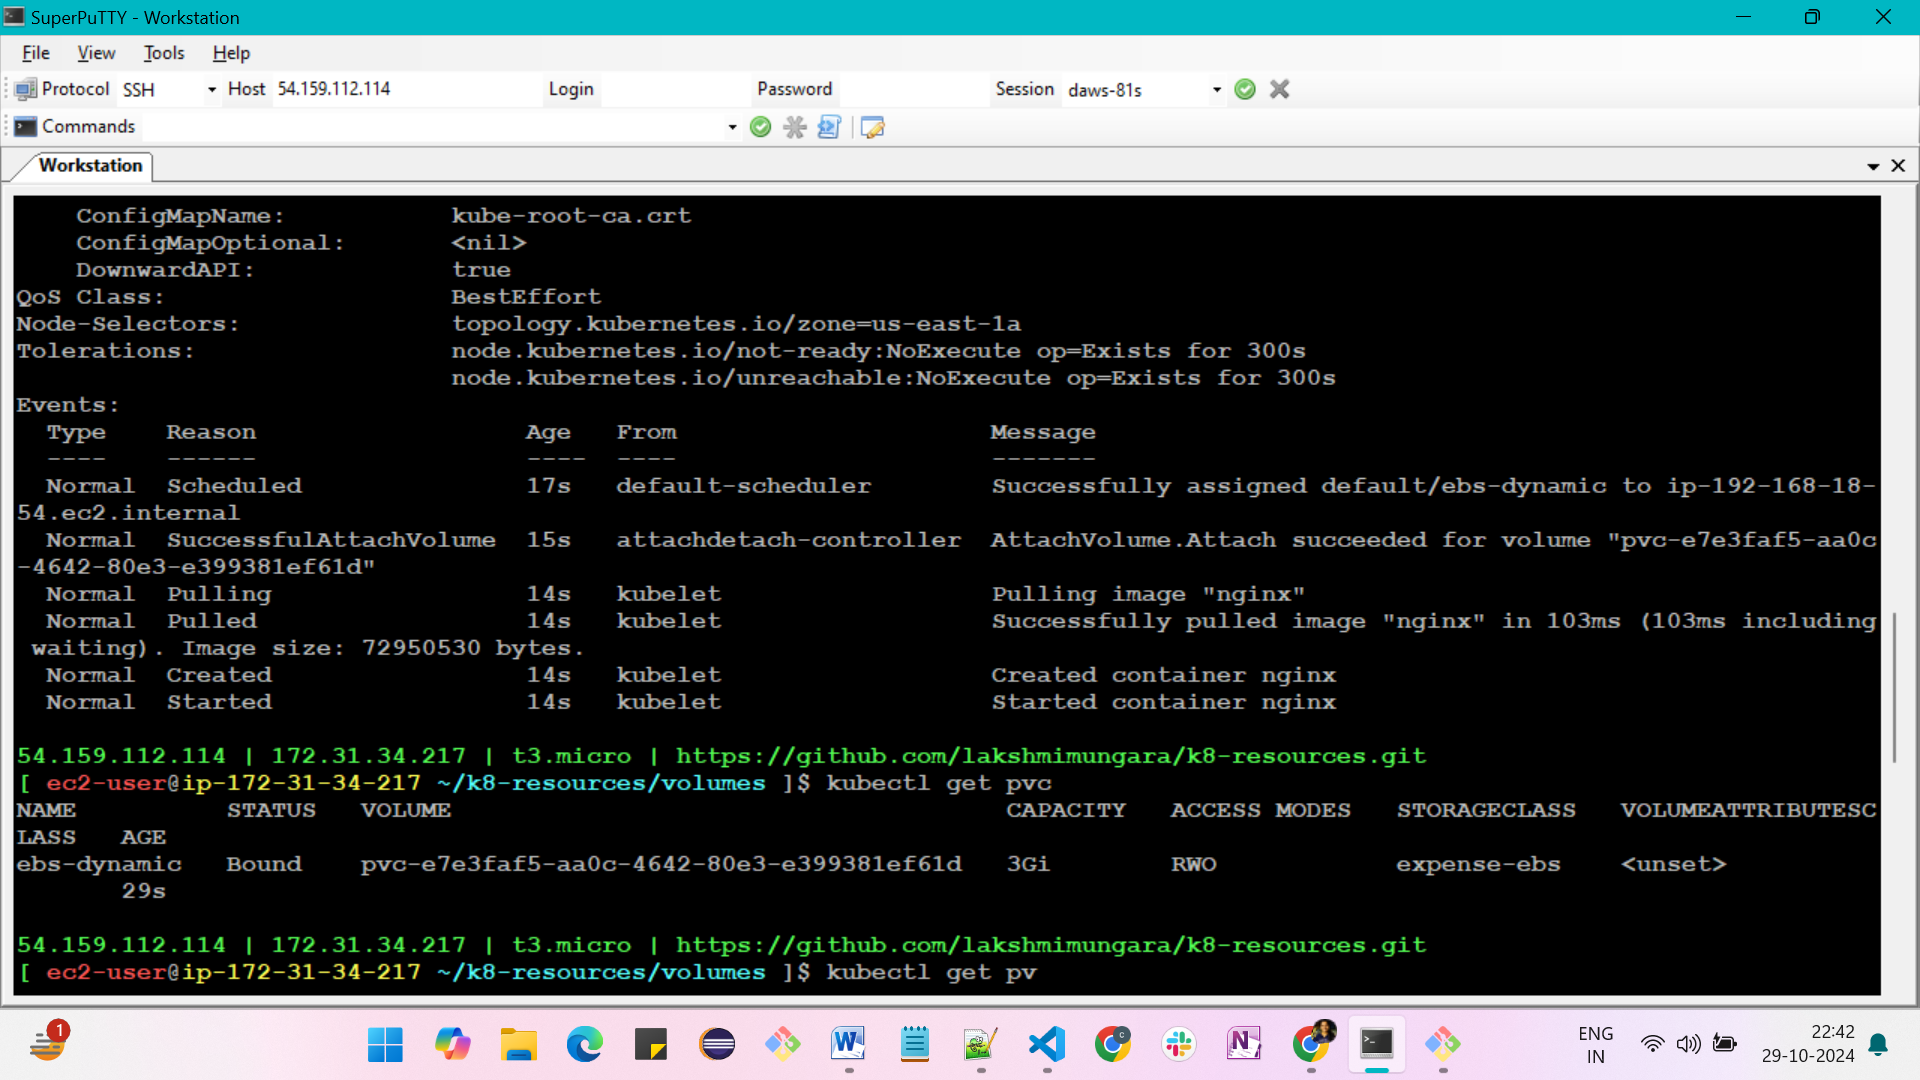 SuperPuTTY - Workstation
File View Tools Help
Protocol SSH Host 54.159.112.114 Login Password Session daws-81s
Commands
Workstation
ConfigMapName: kube-root-ca.crt
ConfigMapOptional: <nil>
DownwardAPI: true
QoS Class: BestEffort
Node-Selectors: topology.kubernetes.io/zone=us-east-1a
Tolerations: node.kubernetes.io/not-ready:NoExecute op=Exists for 300s
node.kubernetes.io/unreachable:NoExecute op=Exists for 300s
Events:
Type Reason Age From Message
---- ------ ---- ---- -------
Normal Scheduled 17s default-scheduler Successfully assigned default/ebs-dynamic to ip-192-168-18-
54.ec2.internal
Normal SuccessfulAttachVolume 15s attachdetach-controller AttachVolume.Attach succeeded for volume "pvc-e7e3faf5-aa0c
-4642-80e3-e399381ef61d"
Normal Pulling 14s kubelet Pulling image "nginx"
Normal Pulled 14s kubelet Successfully pulled image "nginx" in 103ms (103ms including
waiting). Image size: 72950530 bytes.
Normal Created 14s kubelet Created container nginx
Normal Started 14s kubelet Started container nginx
54.159.112.114 | 172.31.34.217 | t3.micro | https://github.com/lakshmimungara/k8-resources.git
[ ec2-user@ip-172-31-34-217 ~/k8-resources/volumes ]$ kubectl get pvc
NAME STATUS VOLUME CAPACITY ACCESS MODES STORAGECLASS VOLUMEATTRIBUTESC
LASS AGE
ebs-dynamic Bound pvc-e7e3faf5-aa0c-4642-80e3-e399381ef61d 3Gi RWO expense-ebs <unset>
29s
54.159.112.114 | 172.31.34.217 | t3.micro | https://github.com/lakshmimungara/k8-resources.git
[ ec2-user@ip-172-31-34-217 ~/k8-resources/volumes ]$ kubectl get pv
1
ENG
IN
22:42
29-10-2024